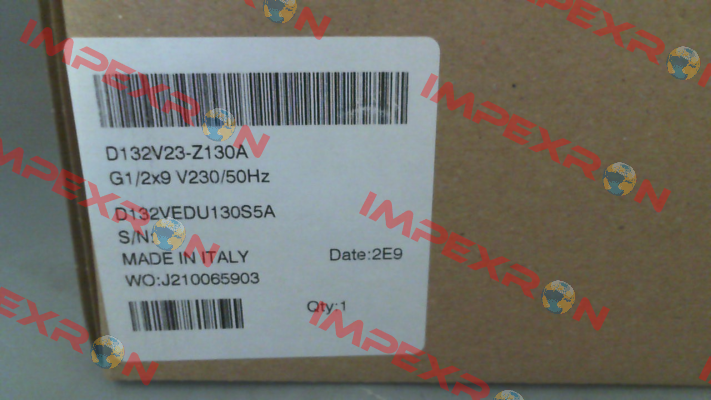 D132V23-Z130A
G1/2x9 V230/50Hz
D132VEDU130S5A
S/N:
MADE IN ITALY Date:2E9
WO:J210065903
Qty:1
IMPEXRON
IMPEXRON
IMPEXRON
IMPEXRON
IMPEXRON
IMPEXRON